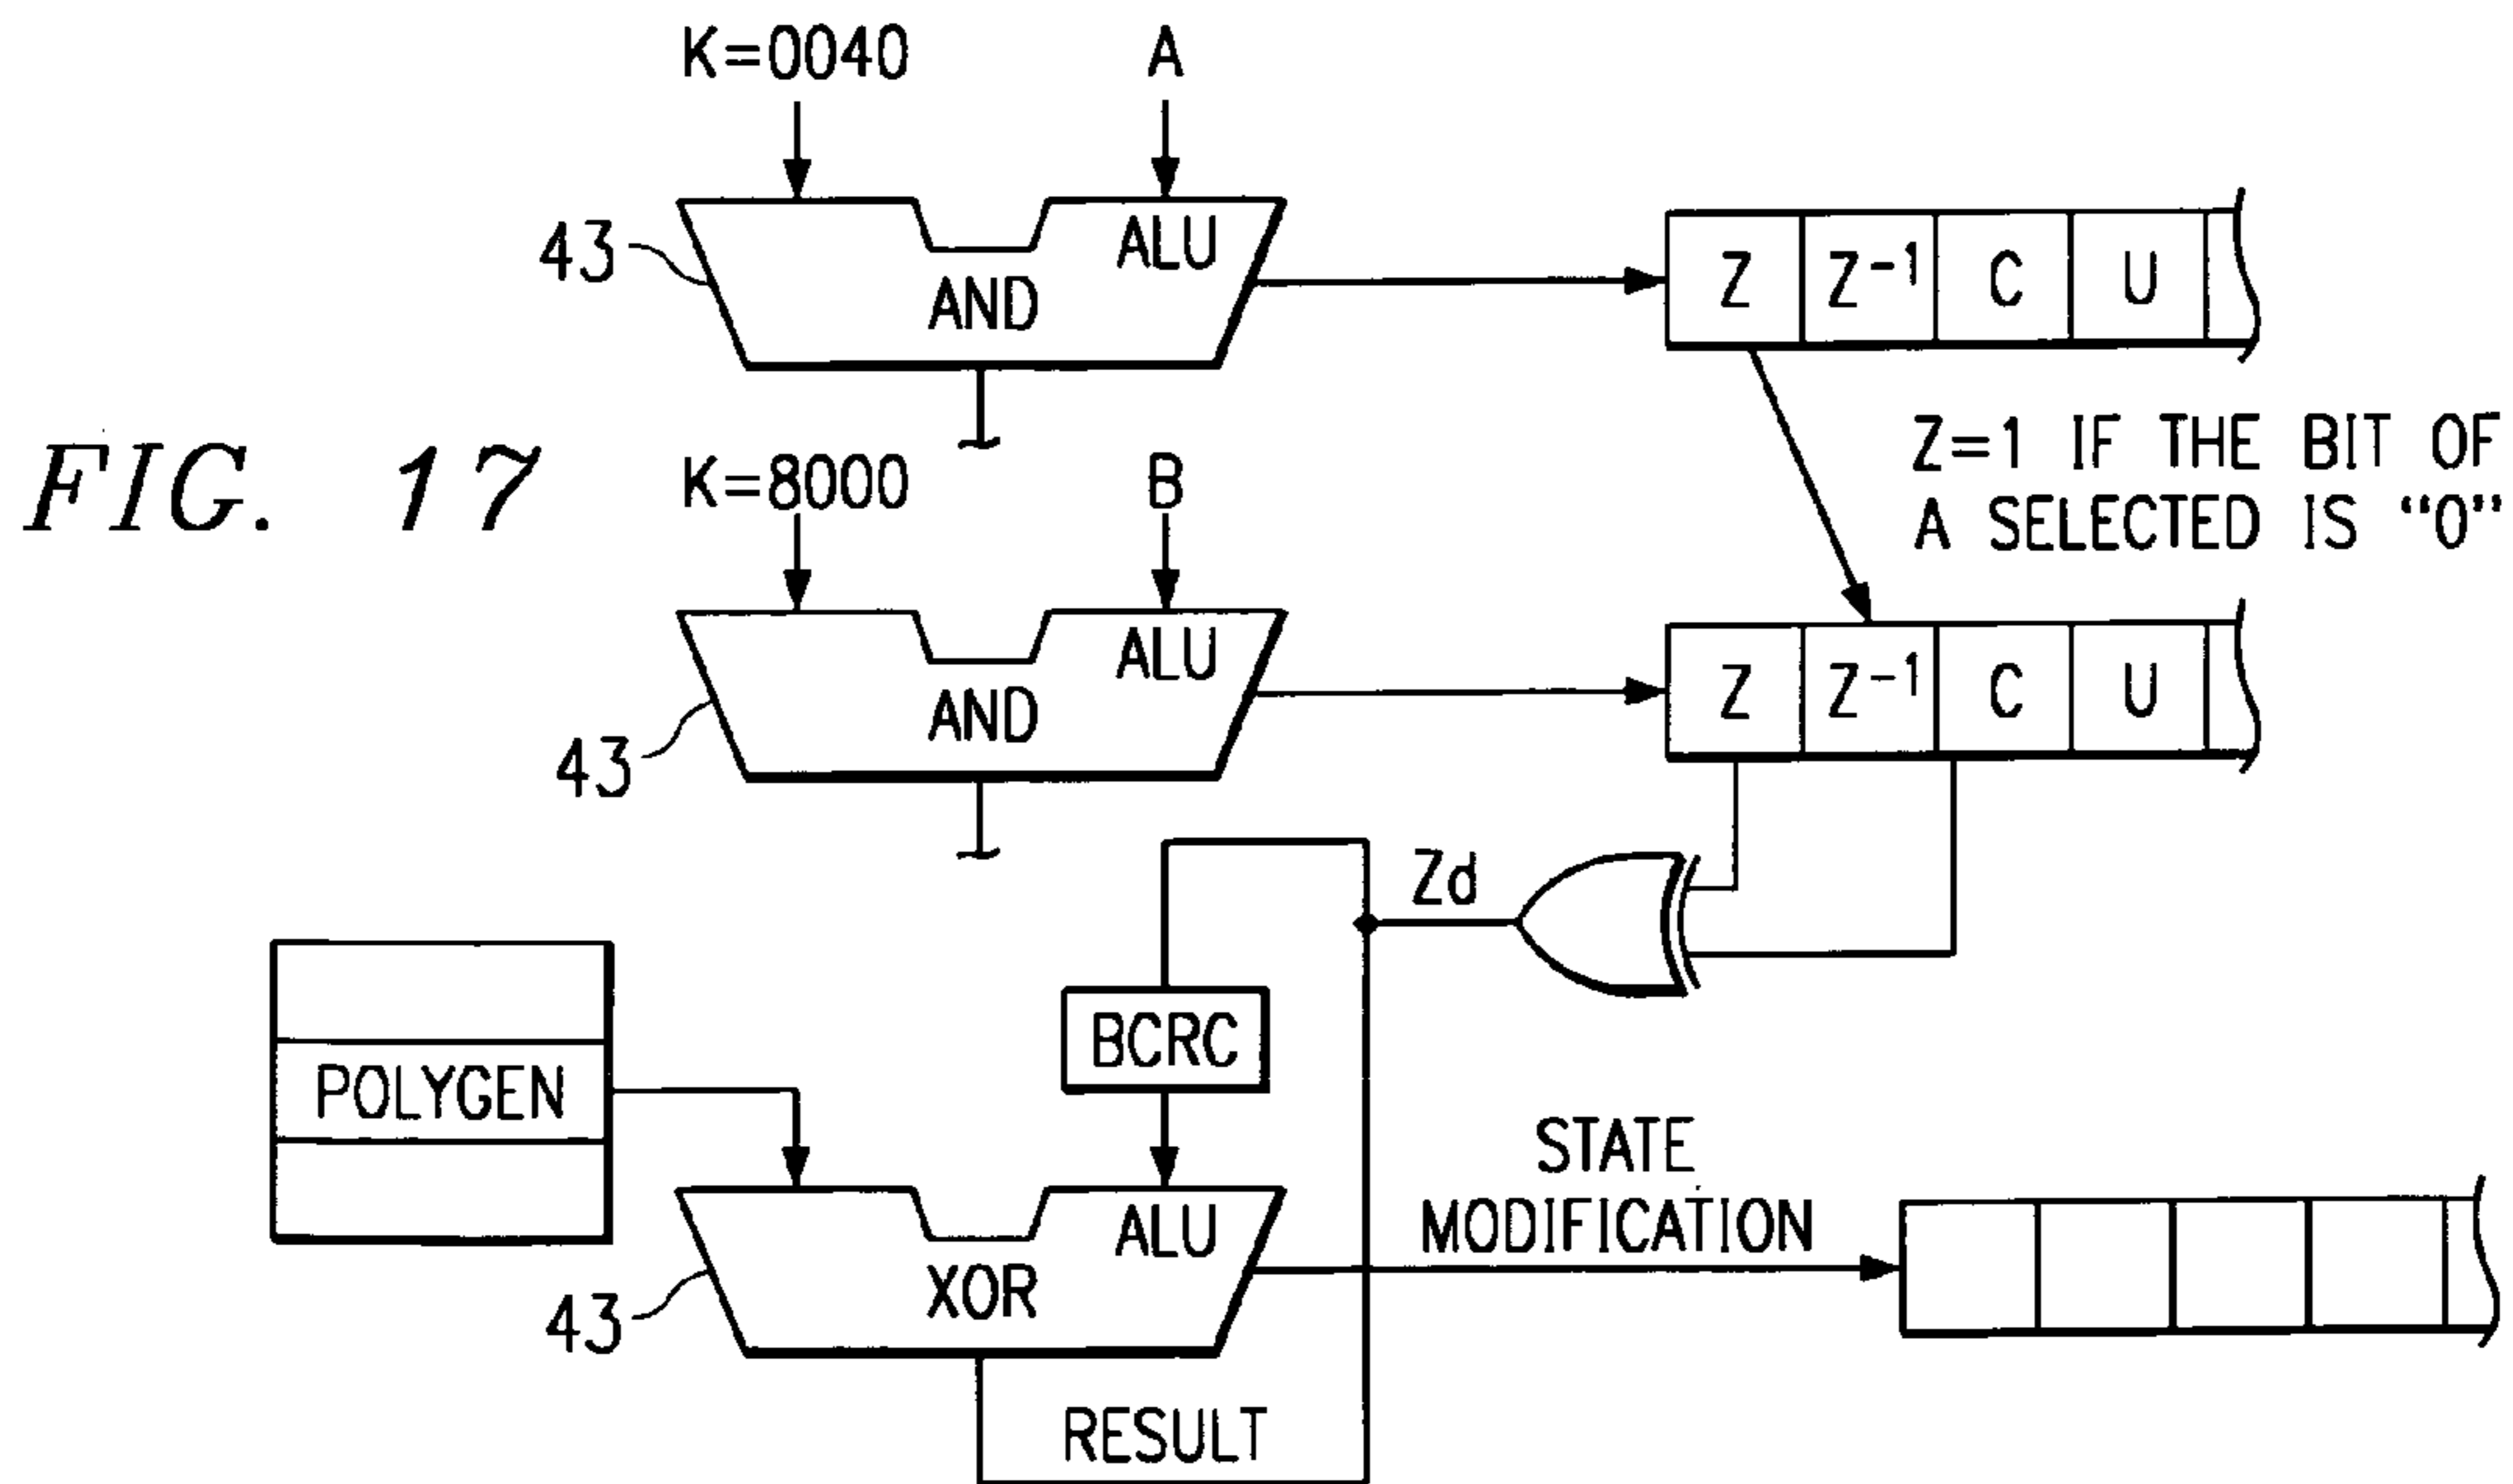 K=0040 A
43 ALU
AND
Z Z⁻¹ C U
FIG. 17
Z=1 IF THE BIT OF
A SELECTED IS “0”
K=8000 B
43 ALU
AND
Z Z⁻¹ C U
Zd
BCRC
POLYGEN
43 ALU
XOR
STATE
MODIFICATION
RESULT